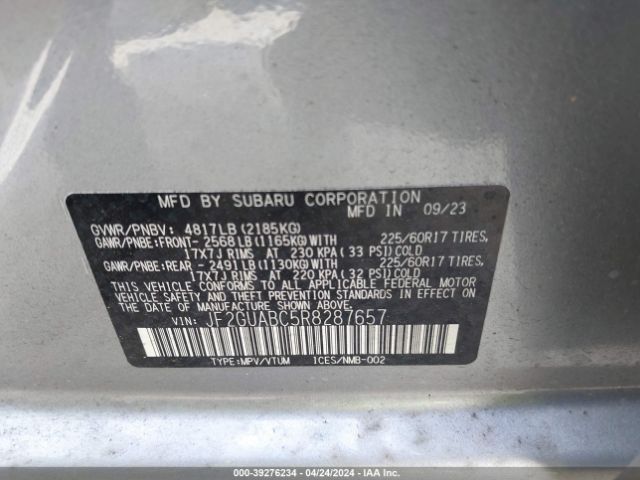 MFD BY SUBARU CORPORATION
MFD IN 09/23
GVWR/PNBV: 4817LB(2185KG)
GAWR/PNBE:FRONT-2568LB(1165KG)WITH 225/60R17 TIRES,
17X7J RIMS AT 230 KPA(33 PSI)COLD
GAWR/PNBE:REAR -2491LB(1130KG)WITH 225/60R17 TIRES,
17X7J RIMS AT 220 KPA(32 PSI)COLD
THIS VEHICLE CONFORMS TO ALL APPLICABLE FEDERAL MOTOR
VEHICLE SAFETY AND THEFT PREVENTION STANDARDS IN EFFECT
ON THE DATE OF MANUFACTURE SHOWN ABOVE.
VIN: JF2GUABC5R8287657
TYPE:MPV/VTUM ICES/NMB-002
000-39276234 - 04/24/2024 - IAA Inc.